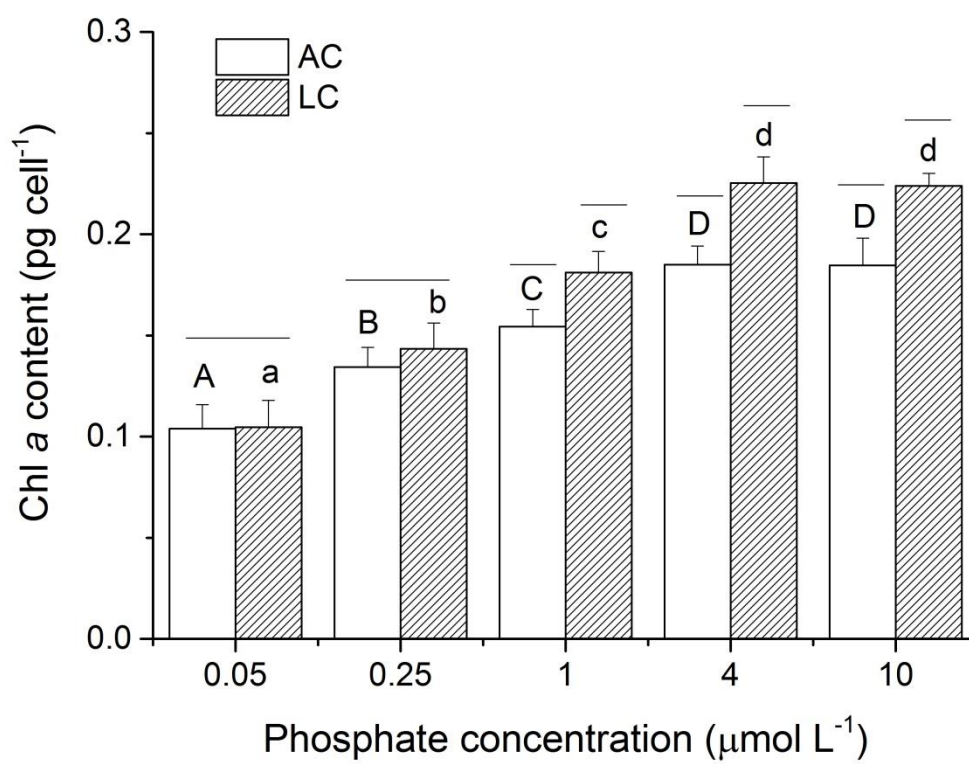 0.3
AC
LC
d
d
c
D
D
0.2
C
B
b
A
a
0.1
0.0
0.05 0.25 1 4 10
Chl a content (pg cell⁻¹)
Phosphate concentration (μmol L⁻¹)